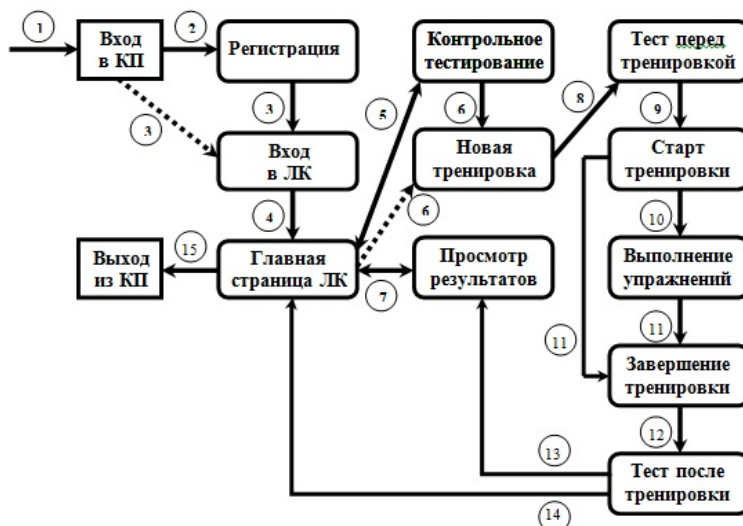 1
Вход
в КП
2
Регистрация
Контрольное
тестирование
Тест перед
тренировкой
3
3
5
6
8
9
Вход
в ЛК
Новая
тренировка
Старт
тренировки
4
6
10
Выход
из КП
15
Главная
страница ЛК
7
Просмотр
результатов
Выполнение
упражнений
11
11
Завершение
тренировки
12
13
14
Тест после
тренировки